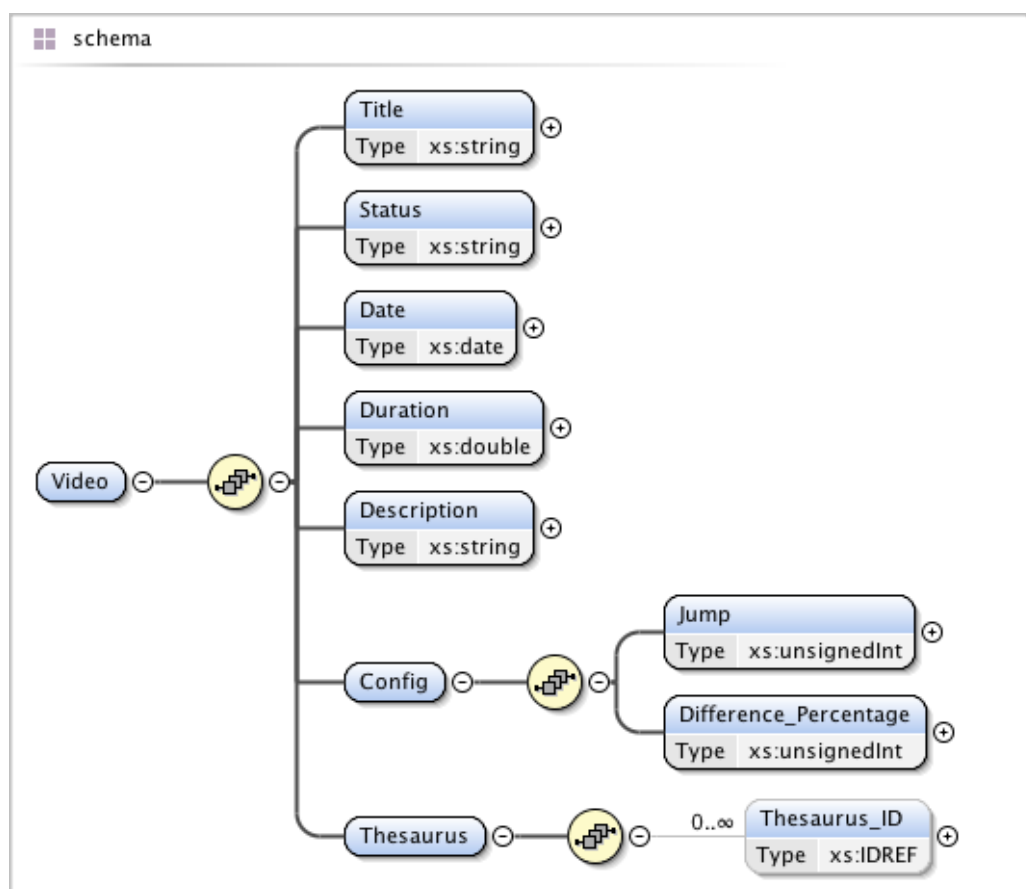 schema
Title
Type xs:string
Status
Type xs:string
Date
Type xs:date
Duration
Type xs:double
Video
Description
Type xs:string
Jump
Type xs:unsignedInt
Config
Difference_Percentage
Type xs:unsignedInt
Thesaurus
0..∞
Thesaurus_ID
Type xs:IDREF